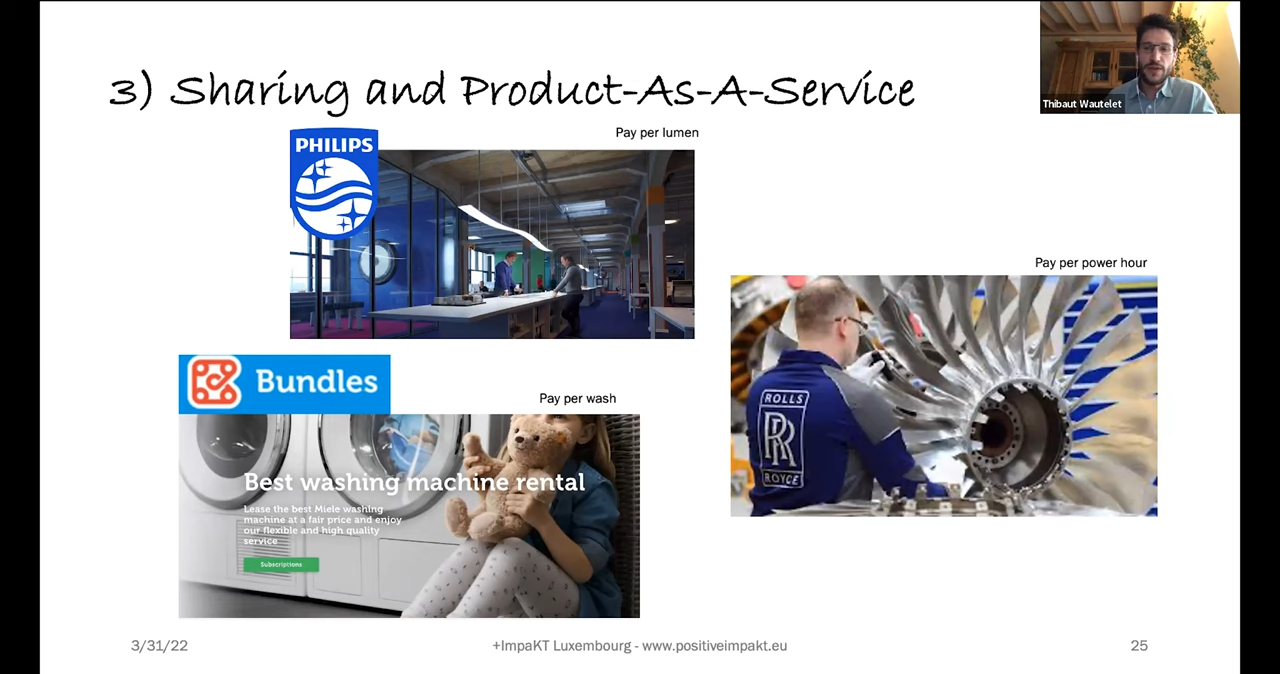 3) Sharing and Product-As-A-Service
Thibaut Wautelet
Pay per lumen
PHILIPS
Pay per power hour
ROLLS
RR
ROYCE
Bundles
Pay per wash
Best washing machine rental
Lease the best Miele washing
machine at a fair price and enjoy
our flexible and high quality
service
Subscriptions
3/31/22
+ImpaKT Luxembourg - www.positiveimpakt.eu
25